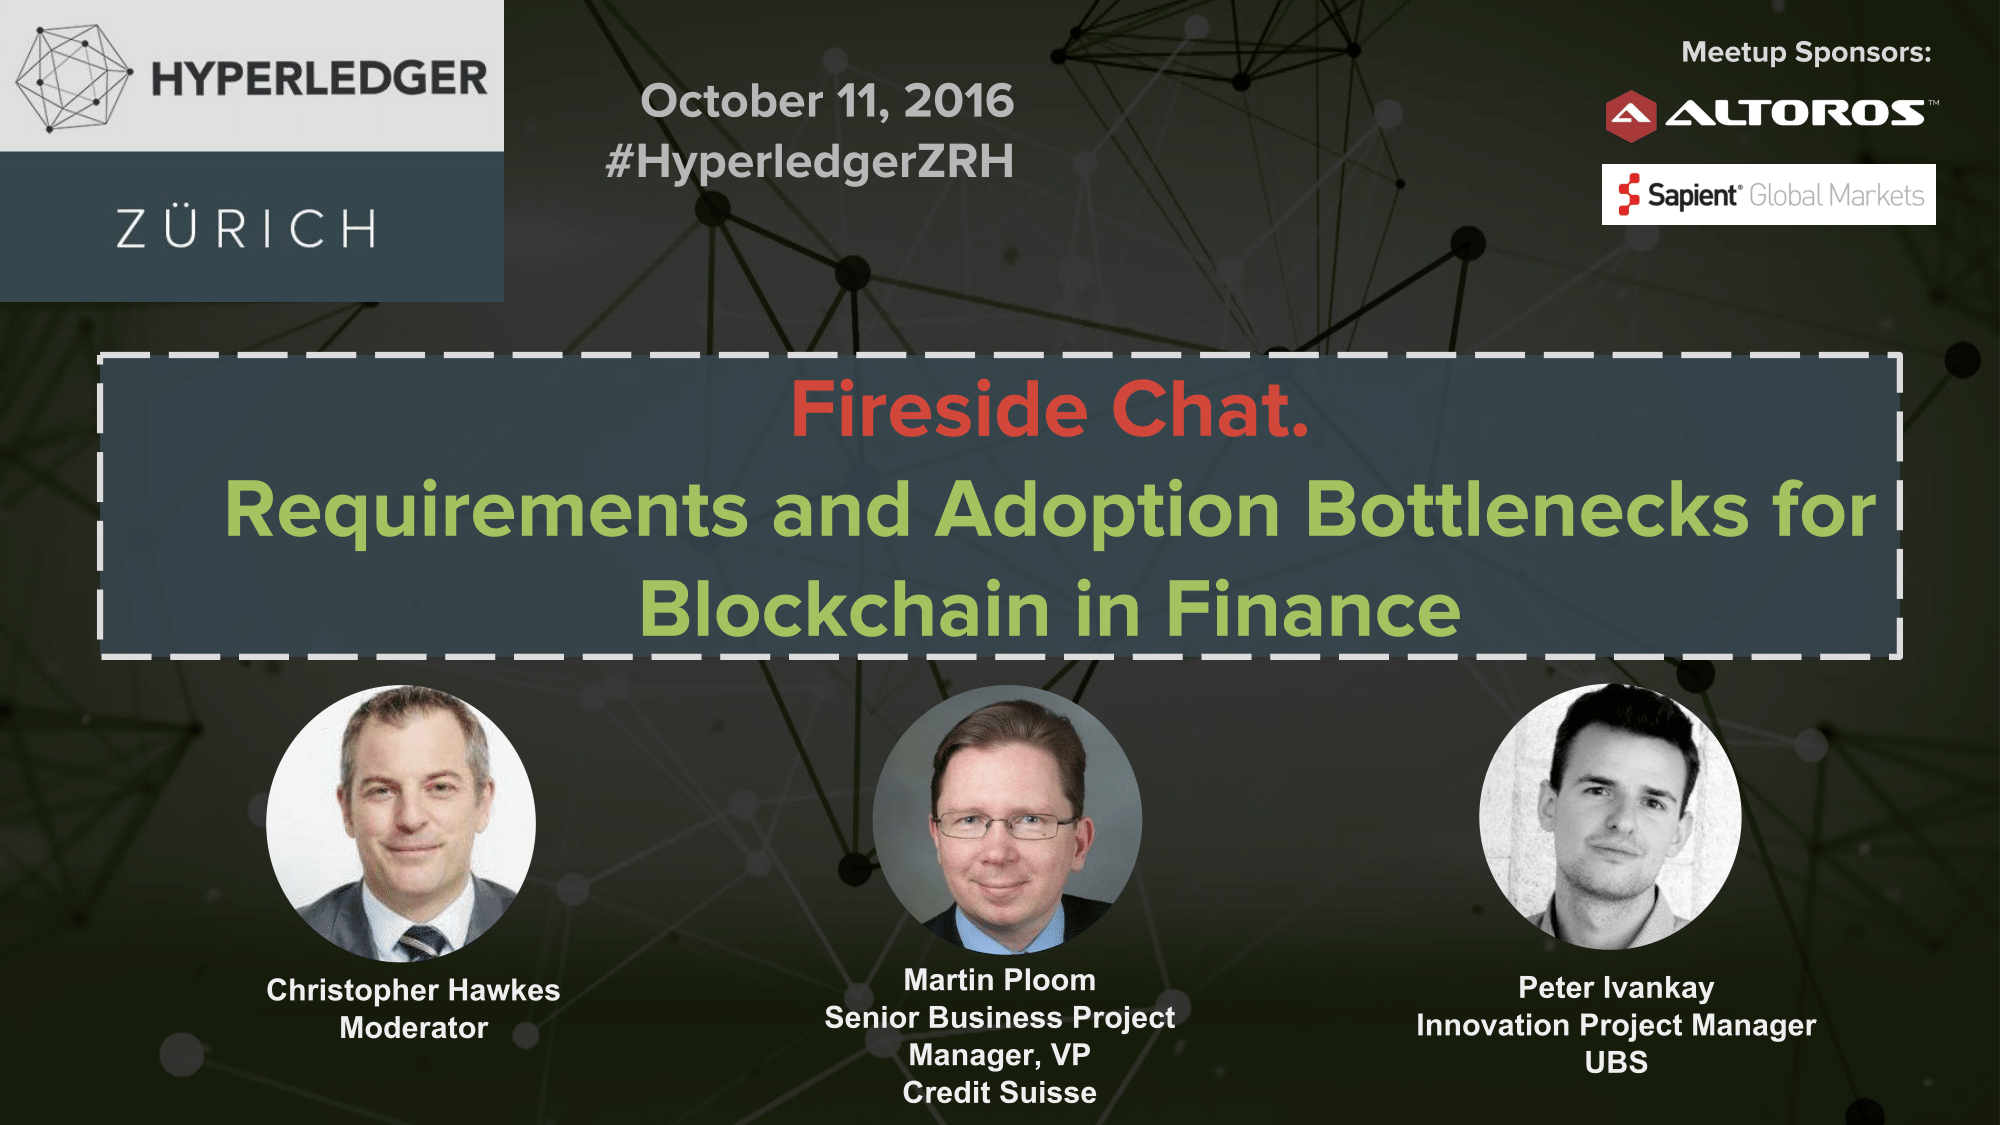 HYPERLEDGER
ZÜRICH
October 11, 2016
#HyperledgerZRH
Meetup Sponsors:
ALTOROS™
Sapient® Global Markets
Fireside Chat.
Requirements and Adoption Bottlenecks for
Blockchain in Finance
Christopher Hawkes
Moderator
Martin Ploom
Senior Business Project
Manager, VP
Credit Suisse
Peter Ivankay
Innovation Project Manager
UBS